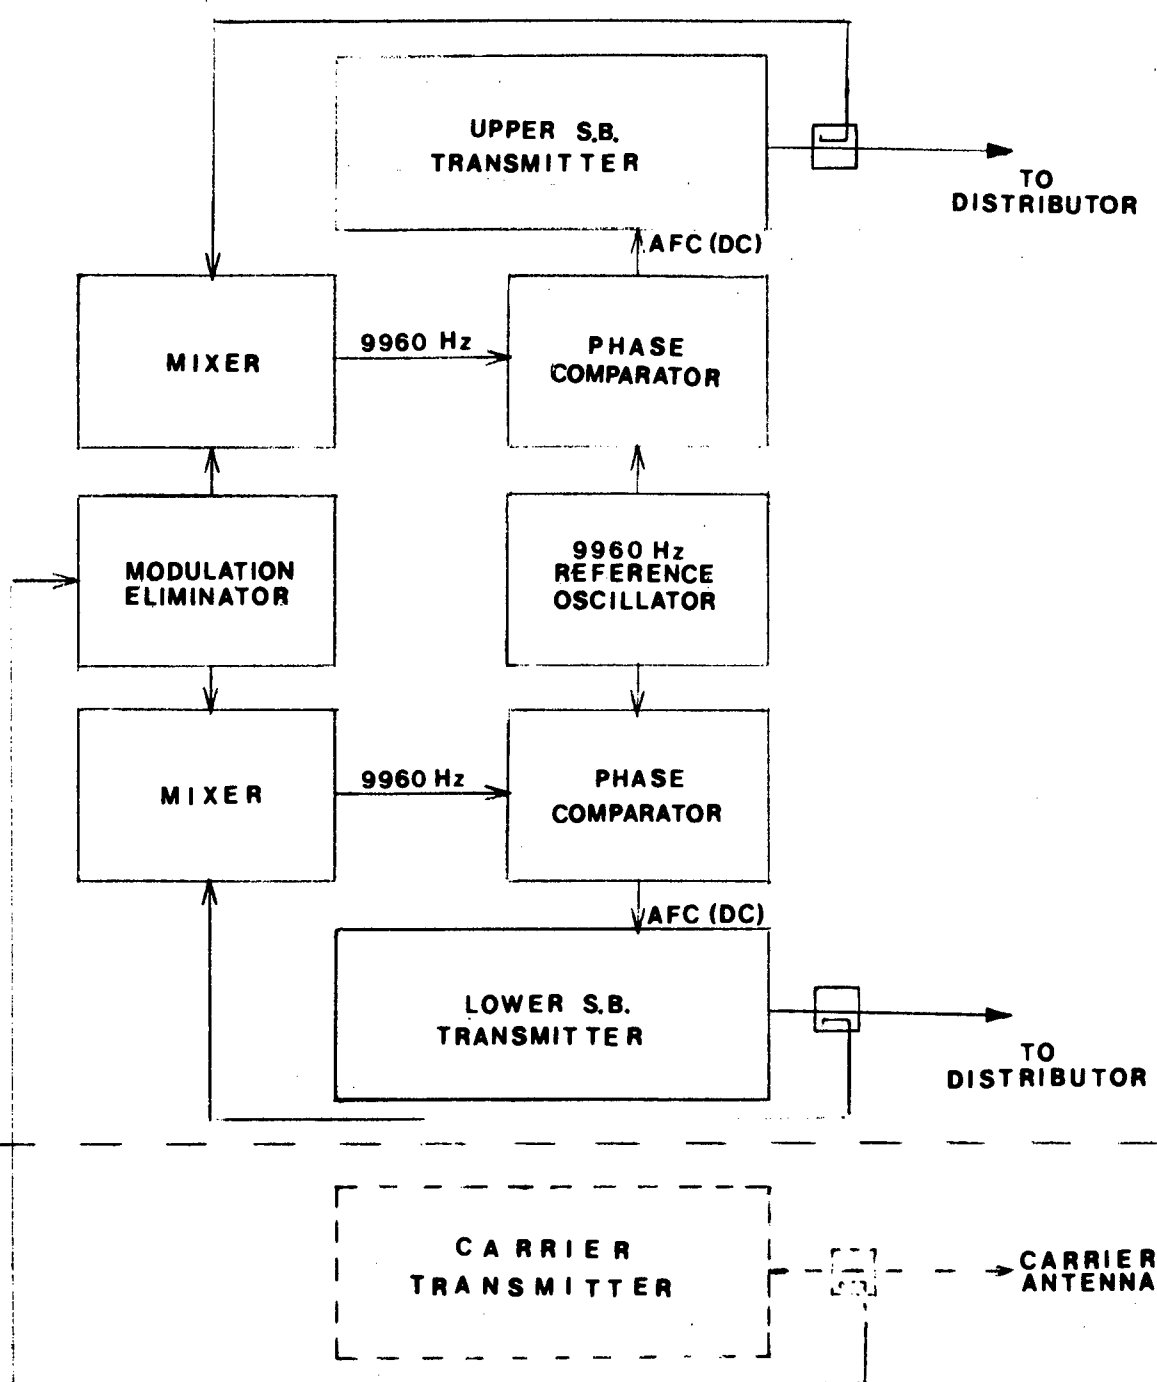 UPPER S.B.
TRANSMITTER
TO
DISTRIBUTOR
AFC (DC)
MIXER
9960 Hz
PHASE
COMPARATOR
MODULATION
ELIMINATOR
9960 Hz
REFERENCE
OSCILLATOR
MIXER
9960 Hz
PHASE
COMPARATOR
AFC (DC)
LOWER S.B.
TRANSMITTER
TO
DISTRIBUTOR
CARRIER
TRANSMITTER
CARRIER
ANTENNA